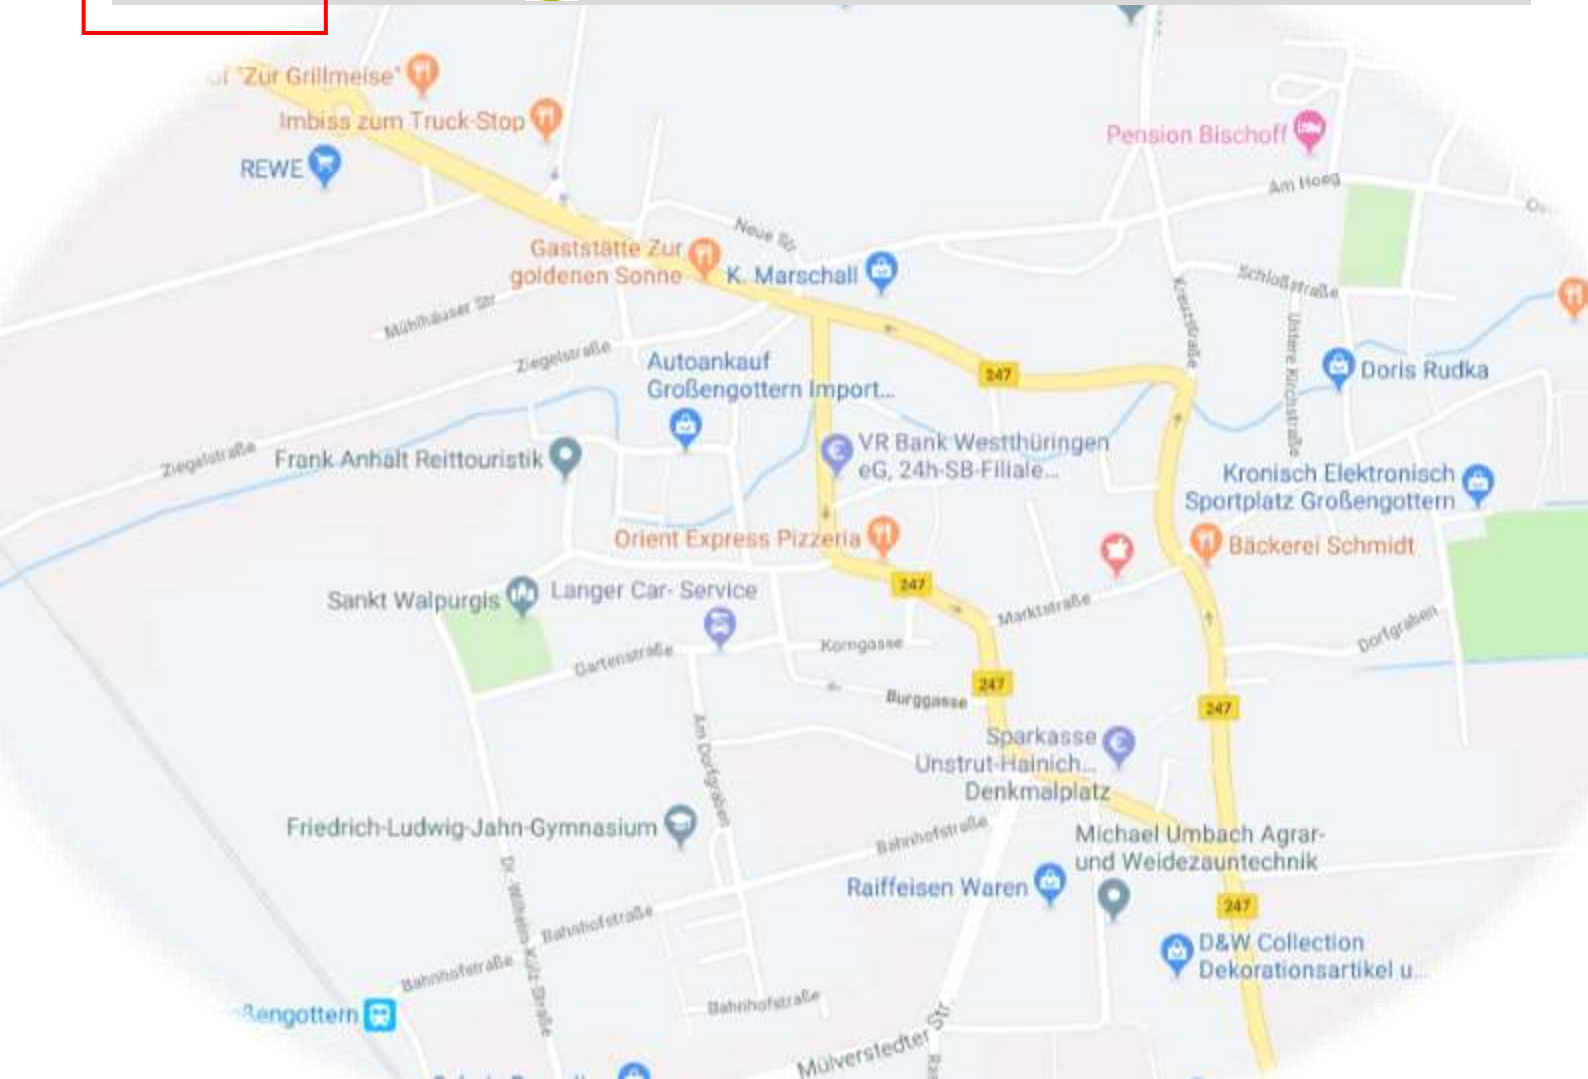 "Zur Grillmeise"
Imbiss zum Truck-Stop
REWE
Pension Bischoff
Am Hoeg
Neue Str
Gaststätte Zur
goldenen Sonne
K. Marschall
Schloßstraße
Kreuzstraße
Mühlhäuser Str
Untere Kirchstraße
Ziegelstraße
Autoankauf
Großengottern Import...
247
Doris Rudka
Ziegelstraße
Frank Anhalt Reittouristik
VR Bank Westthüringen
eG, 24h-SB-Filiale...
Kronisch Elektronisch
Sportplatz Großengottern
Orient Express Pizzeria
Bäckerei Schmidt
247
Sankt Walpurgis
Langer Car- Service
Marktstraße
Dorfgraben
Korngasse
Gartenstraße
247
Burggasse
247
Am Dorfgraben
Sparkasse
Unstrut-Hainich...
Denkmalplatz
Friedrich-Ludwig-Jahn-Gymnasium
Bahnhofstraße
Michael Umbach Agrar-
und Weidezauntechnik
Raiffeisen Waren
Dr.-Wilhelm-Külz-Straße
247
Bahnhofstraße
D&W Collection
Dekorationsartikel u...
Bahnhofstraße
Bahnhofstraße
ßengottern
Mülverstedter Str.